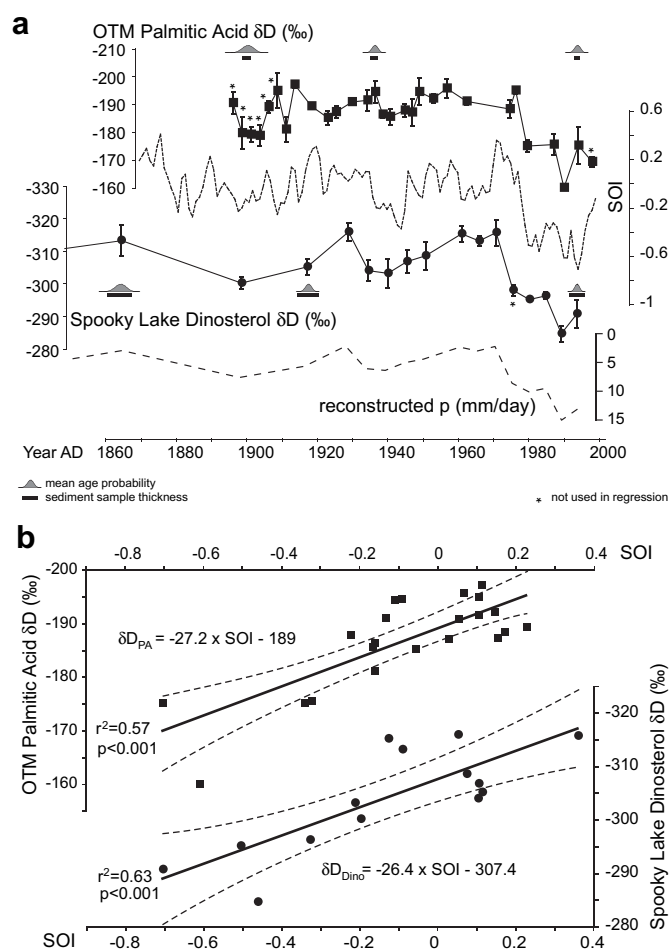 a
OTM Palmitic Acid δD (‰)
-210
-200
-190
-180
-170
-160
* * * * * *
0.6
0.2
-0.2
-0.6
-1
SOI
-330
-320
-310
-300
-290
-280
*
Spooky Lake Dinosterol δD (‰)
0
5
10
15
reconstructed p (mm/day)
Year AD 1860 1880 1900 1920 1940 1960 1980 2000
mean age probability
sediment sample thickness
* not used in regression
b
-0.8 -0.6 -0.4 -0.2 0 0.2 0.4 SOI
-200
-190
-180
-170
-160
OTM Palmitic Acid δD (‰)
δD_PA = -27.2 x SOI - 189
r²=0.57
p<0.001
-320
-310
-300
-290
-280
Spooky Lake Dinosterol δD (‰)
r²=0.63
p<0.001
δD_Dino = -26.4 x SOI - 307.4
SOI -0.8 -0.6 -0.4 -0.2 0 0.2 0.4